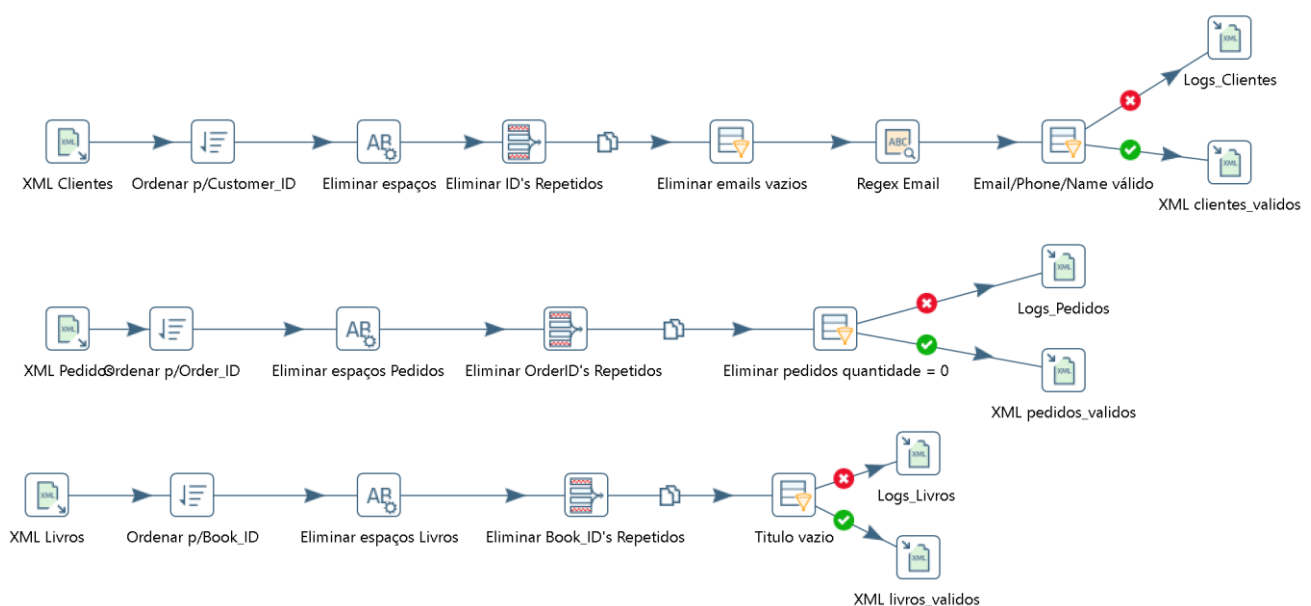 Logs_Clientes
XML Clientes
Ordenar p/Customer_ID
Eliminar espaços
Eliminar ID's Repetidos
Eliminar emails vazios
Regex Email
Email/Phone/Name válido
XML clientes_validos
Logs_Pedidos
XML Pedidos
Ordenar p/Order_ID
Eliminar espaços Pedidos
Eliminar OrderID's Repetidos
Eliminar pedidos quantidade = 0
XML pedidos_validos
Logs_Livros
XML Livros
Ordenar p/Book_ID
Eliminar espaços Livros
Eliminar Book_ID's Repetidos
Titulo vazio
XML livros_validos